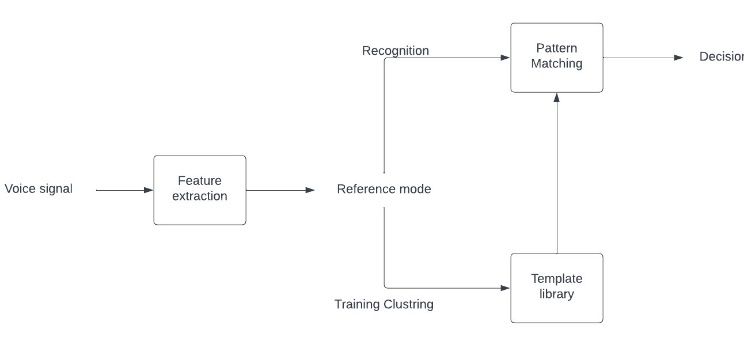 Recognition
Pattern
Matching
Decision
Voice signal
Feature
extraction
Reference mode
Template
library
Training Clustring